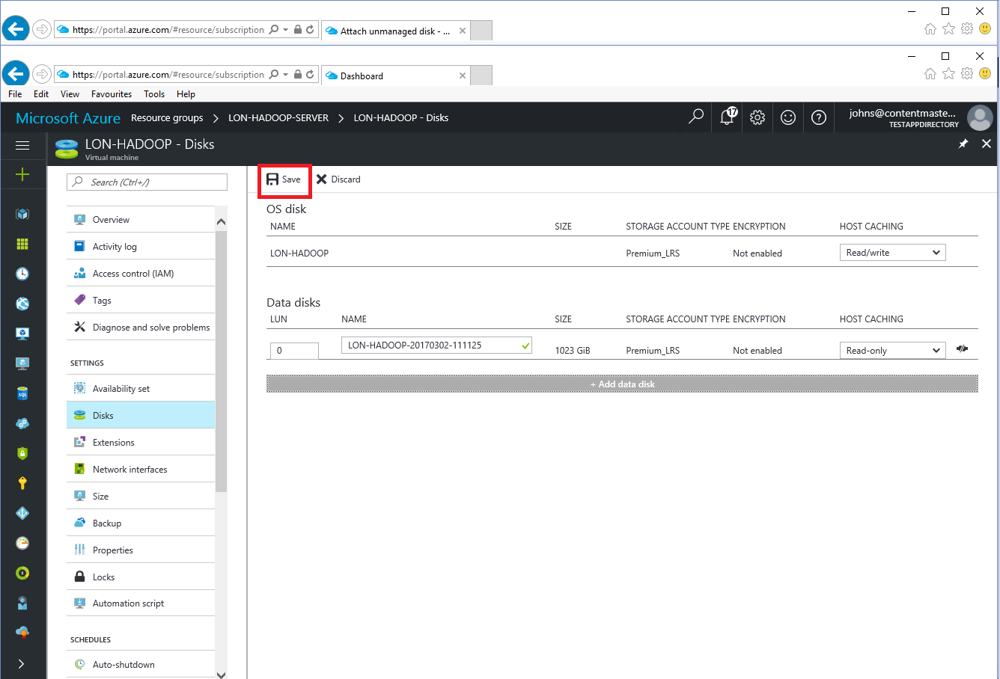 https://portal.azure.com/#resource/subscription
Attach unmanaged disk - ...
https://portal.azure.com/#resource/subscription
Dashboard
File Edit View Favourites Tools Help
Microsoft Azure Resource groups > LON-HADOOP-SERVER > LON-HADOOP - Disks
17
johns@contentmaste...
TESTAPPDIRECTORY
LON-HADOOP - Disks
Virtual machine
Search (Ctrl+/)
Overview
Activity log
Access control (IAM)
Tags
Diagnose and solve problems
SETTINGS
Availability set
Disks
Extensions
Network interfaces
Size
Backup
Properties
Locks
Automation script
SCHEDULES
Auto-shutdown
Save Discard
OS disk
NAME SIZE STORAGE ACCOUNT TYPE ENCRYPTION HOST CACHING
LON-HADOOP Premium_LRS Not enabled Read/write
Data disks
LUN NAME SIZE STORAGE ACCOUNT TYPE ENCRYPTION HOST CACHING
0 LON-HADOOP-20170302-111125 1023 GiB Premium_LRS Not enabled Read-only
+ Add data disk